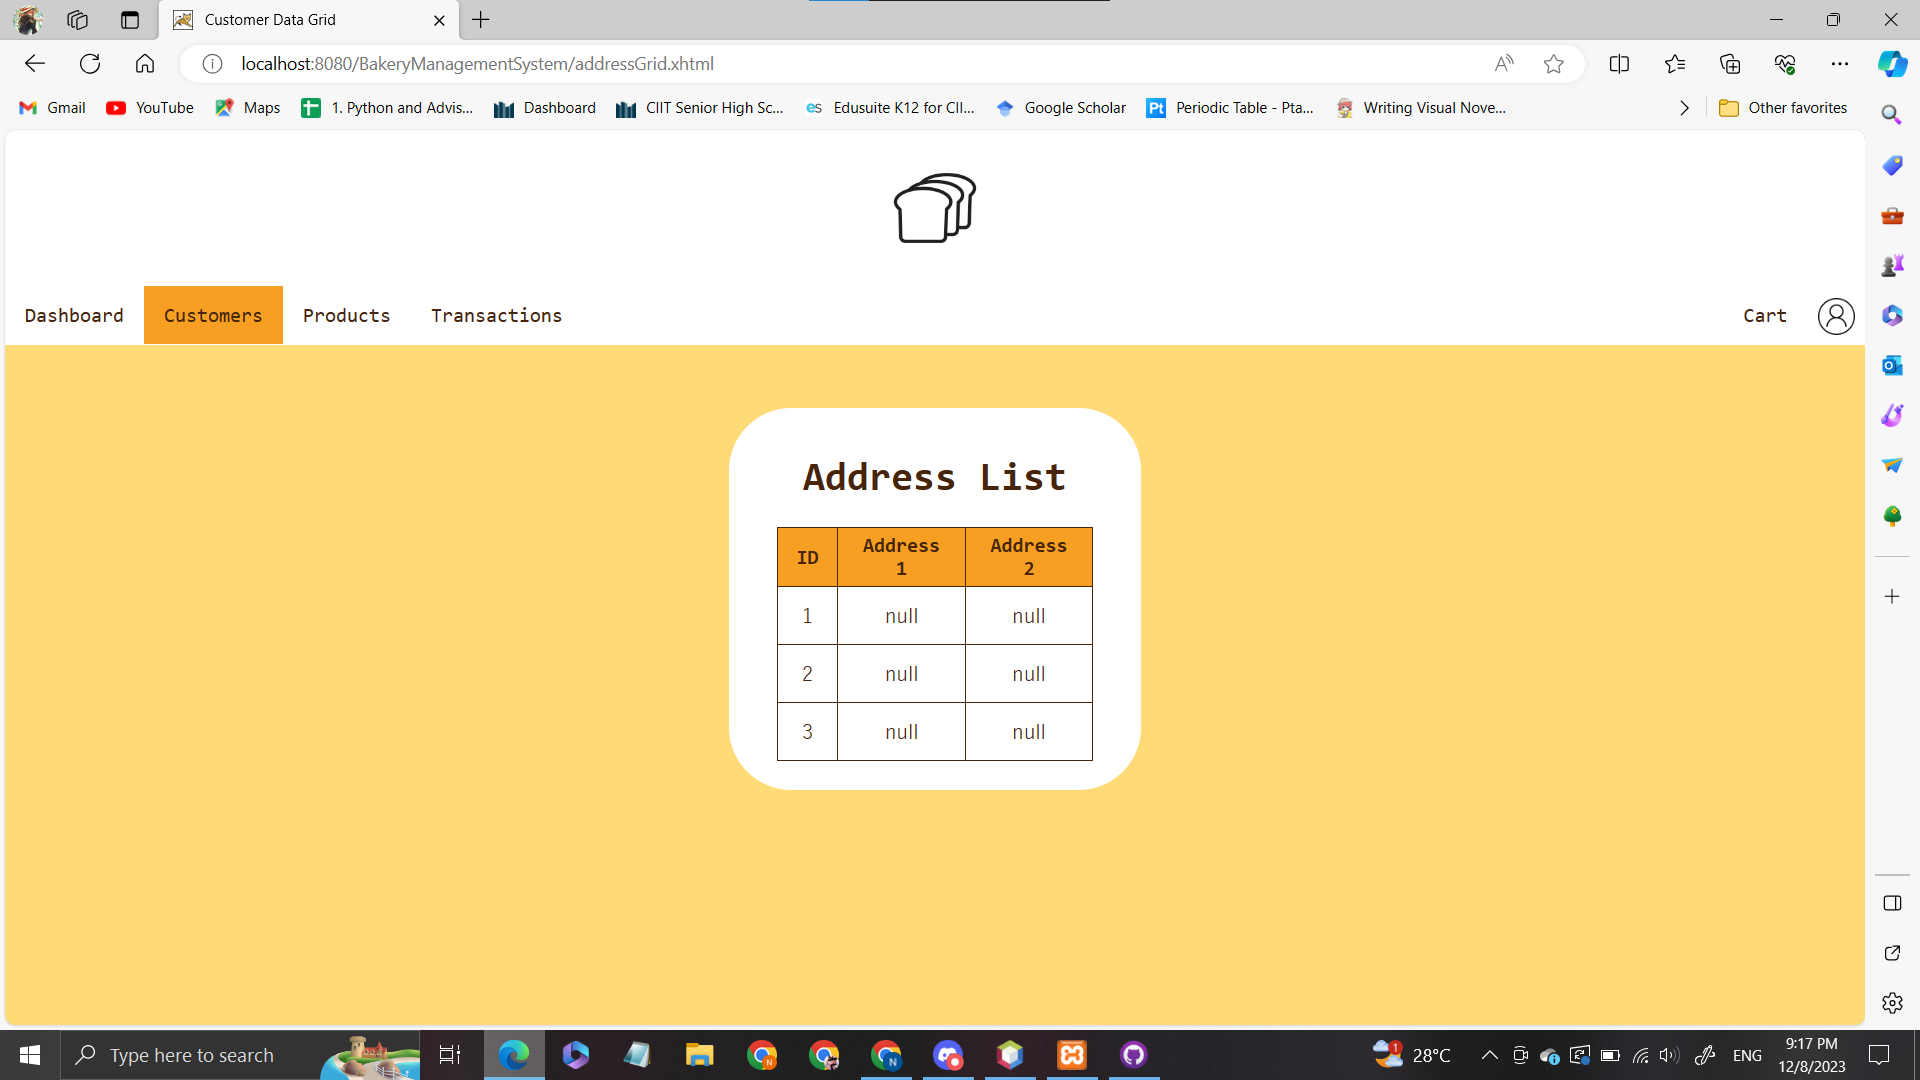 Customer Data Grid
localhost:8080/BakeryManagementSystem/addressGrid.xhtml
Gmail
YouTube
Maps
1. Python and Advis...
Dashboard
CIIT Senior High Sc...
es
Edusuite K12 for CII...
Google Scholar
Pt
Periodic Table - Pta...
Writing Visual Nove...
Other favorites
Dashboard
Customers
Products
Transactions
Cart
Address List
ID
Address 1
Address 2
1 null null
2 null null
3 null null
Type here to search
1
28°C
ENG
9:17 PM
12/8/2023